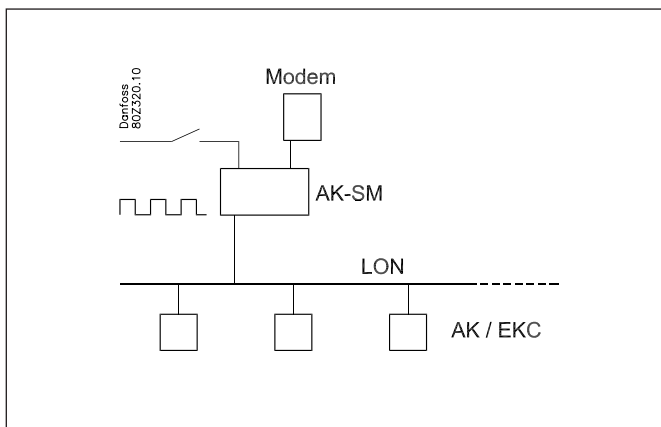 Danfoss
80Z320.10
Modem
AK-SM
LON
AK / EKC